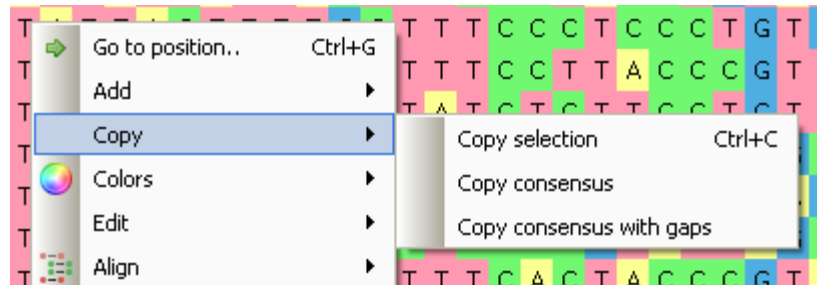 T T T C C C T C C C T G T
Go to position.. Ctrl+G
T T T C C T T A C C C G T
Add
T A T C T C T T C C T G T
Copy
Copy selection Ctrl+C
Colors
Copy consensus
Edit
Copy consensus with gaps
Align
T T T C A C T A C C C G T